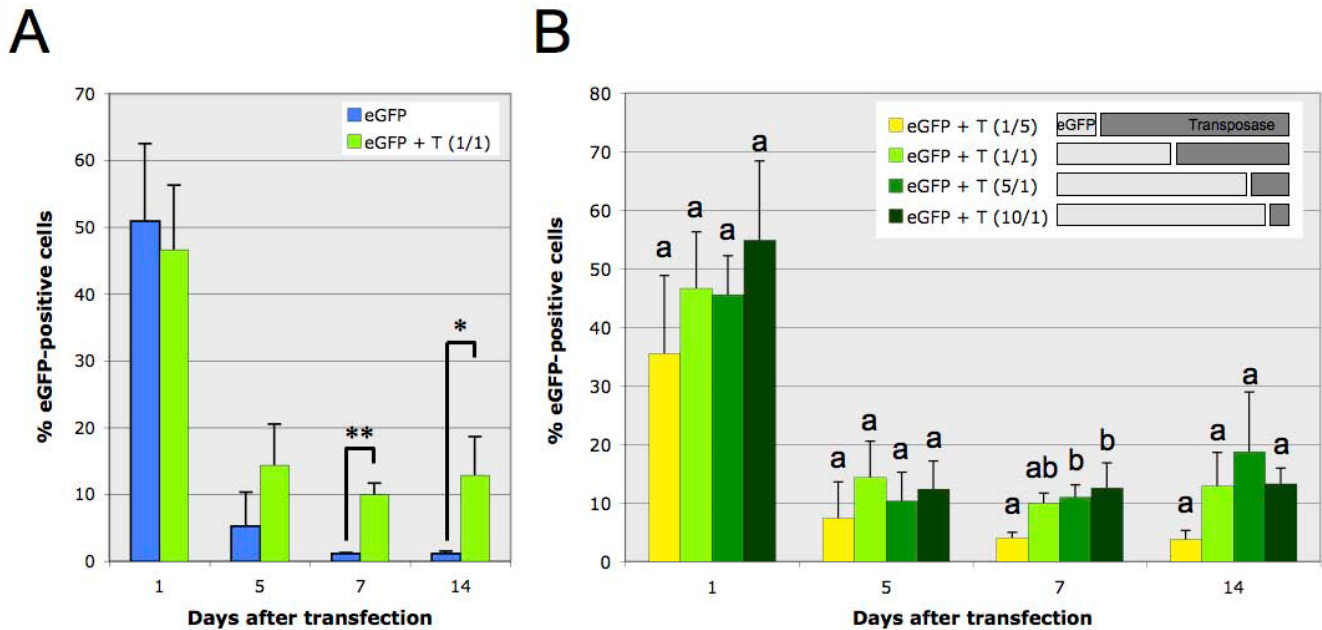 A
B
70
60
50
40
30
20
10
0
% eGFP-positive cells
eGFP
eGFP + T (1/1)
**
*
1 5 7 14
Days after transfection
80
70
60
50
40
30
20
10
0
% eGFP-positive cells
eGFP + T (1/5)
eGFP Transposase
eGFP + T (1/1)
eGFP + T (5/1)
eGFP + T (10/1)
a a a a
a a a a
a ab b b
a a a a
1 5 7 14
Days after transfection